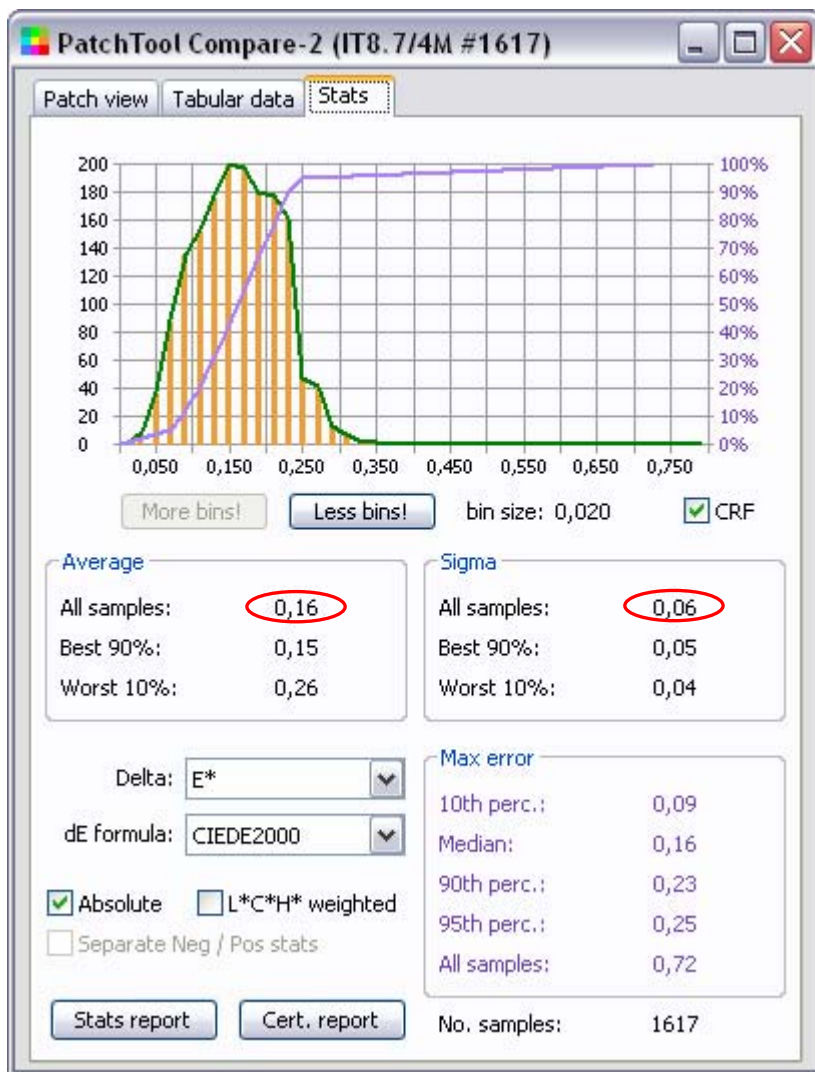 PatchTool Compare-2 (IT8.7/4M #1617)
Patch view Tabular data Stats
200 100%
180 90%
160 80%
140 70%
120 60%
100 50%
80 40%
60 30%
40 20%
20 10%
0 0%
0,050 0,150 0,250 0,350 0,450 0,550 0,650 0,750
More bins! Less bins! bin size: 0,020 CRF
Average
All samples: 0,16
Best 90%: 0,15
Worst 10%: 0,26
Sigma
All samples: 0,06
Best 90%: 0,05
Worst 10%: 0,04
Delta: E*
dE formula: CIEDE2000
Absolute L*C*H* weighted
Separate Neg / Pos stats
Stats report Cert. report
Max error
10th perc.: 0,09
Median: 0,16
90th perc.: 0,23
95th perc.: 0,25
All samples: 0,72
No. samples: 1617